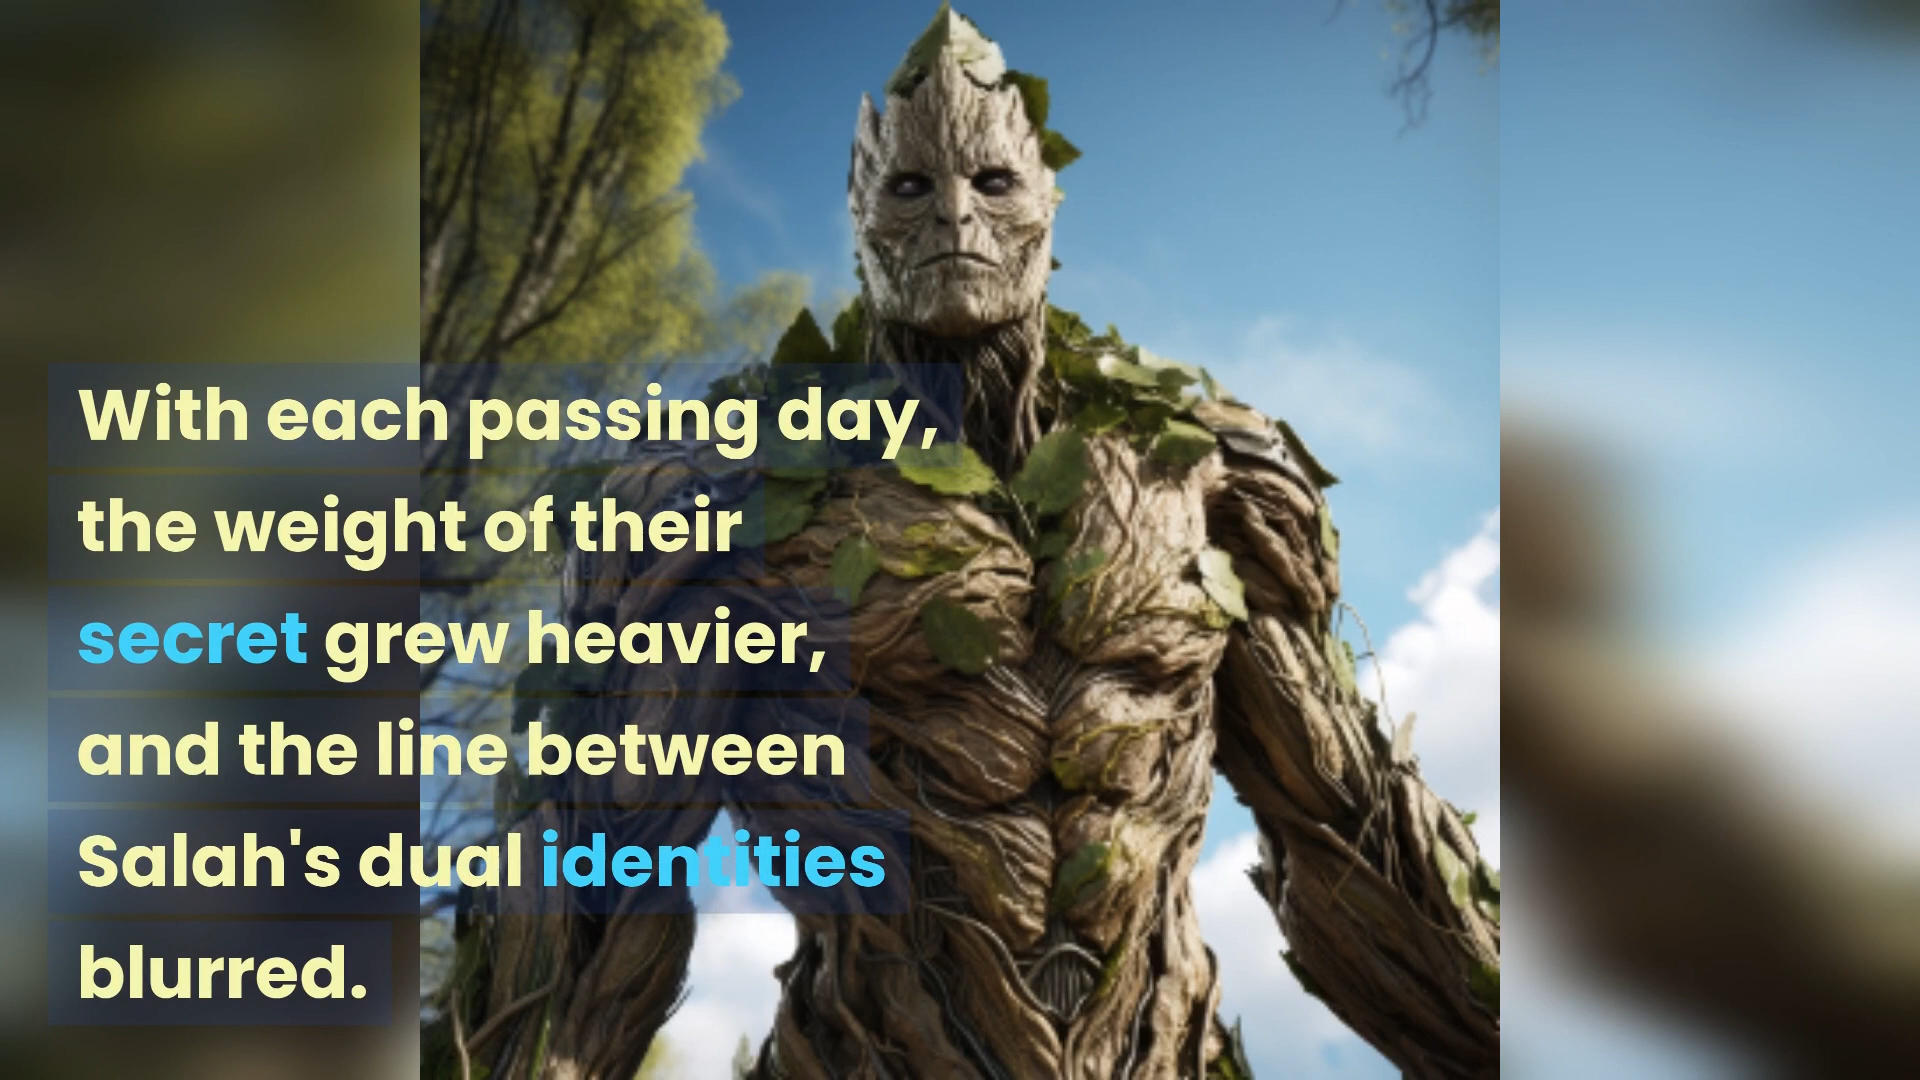 With each passing day,
the weight of their
secret grew heavier,
and the line between
Salah's dual identities
blurred.